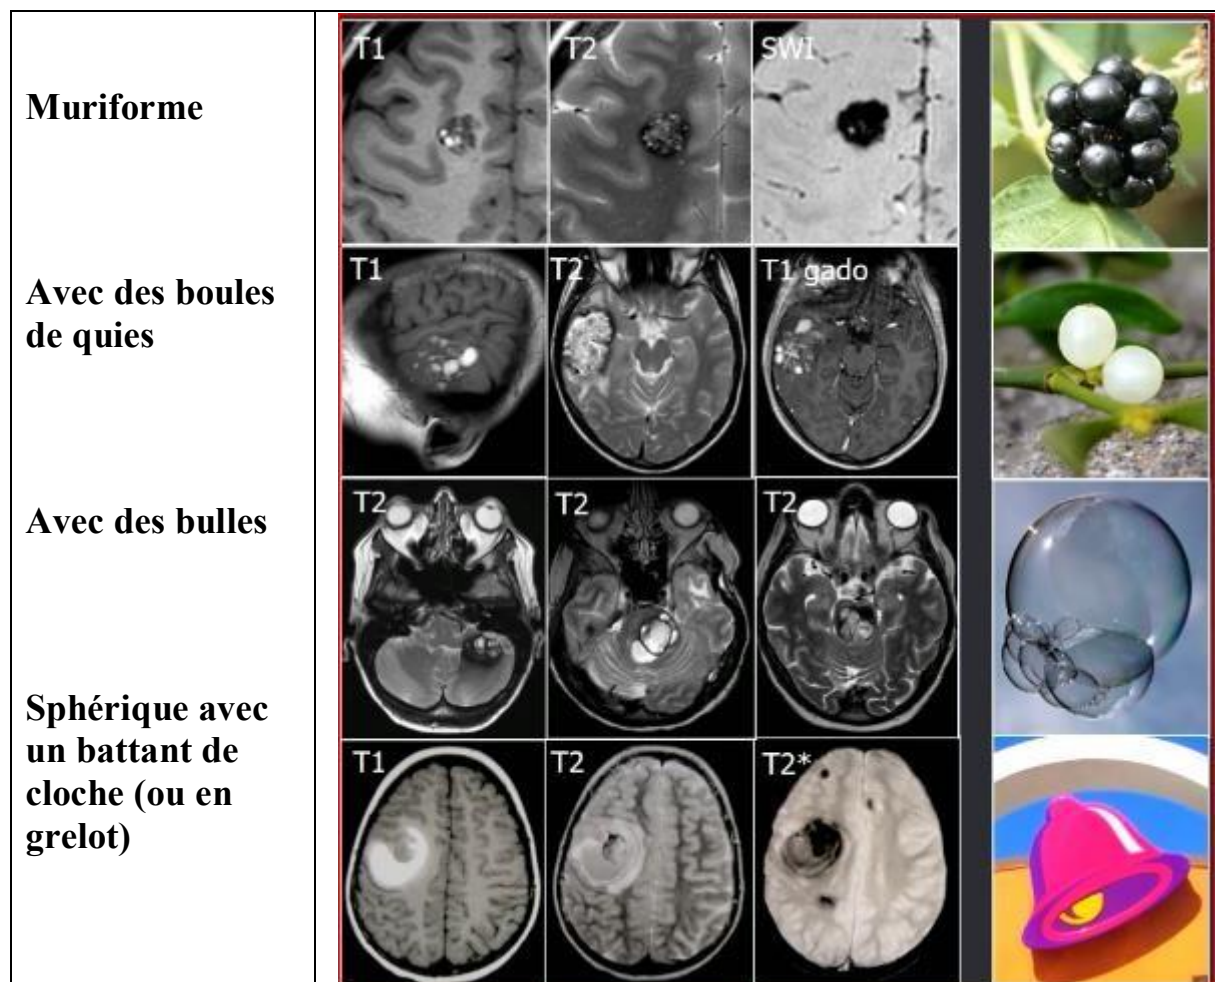 Muriforme
T1
T2
SWI
Avec des boules
de quies
T1
T2
T1 gado
Avec des bulles
T2
T2
T2
Sphérique avec
un battant de
cloche (ou en
grelot)
T1
T2
T2*